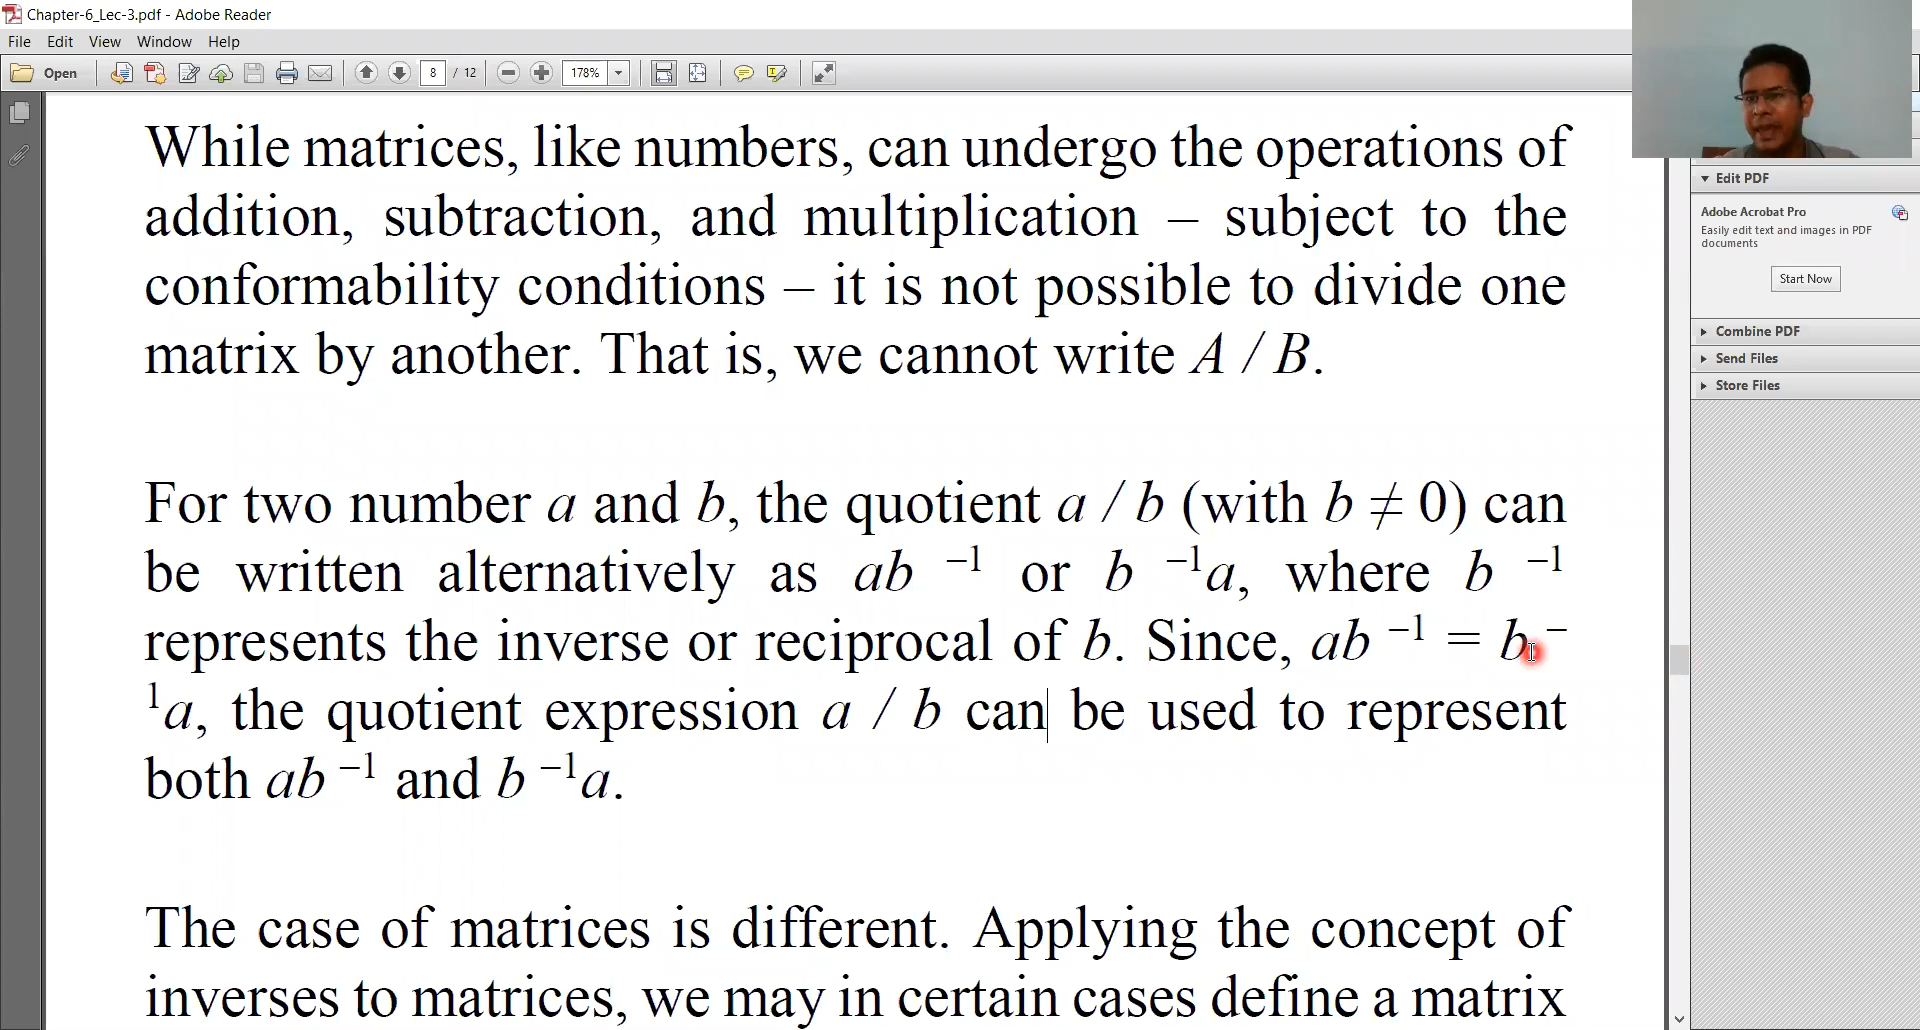 Chapter-6_Lec-3.pdf - Adobe Reader
File Edit View Window Help
Open 8 / 12 178%
While matrices, like numbers, can undergo the operations of
addition, subtraction, and multiplication – subject to the
conformability conditions – it is not possible to divide one
matrix by another. That is, we cannot write A / B.
For two number a and b, the quotient a / b (with b ≠ 0) can
be written alternatively as ab ⁻¹ or b ⁻¹a, where b ⁻¹
represents the inverse or reciprocal of b. Since, ab ⁻¹ = b ⁻
¹a, the quotient expression a / b can be used to represent
both ab ⁻¹ and b ⁻¹a.
The case of matrices is different. Applying the concept of
inverses to matrices, we may in certain cases define a matrix
Edit PDF
Adobe Acrobat Pro
Easily edit text and images in PDF
documents
Start Now
Combine PDF
Send Files
Store Files